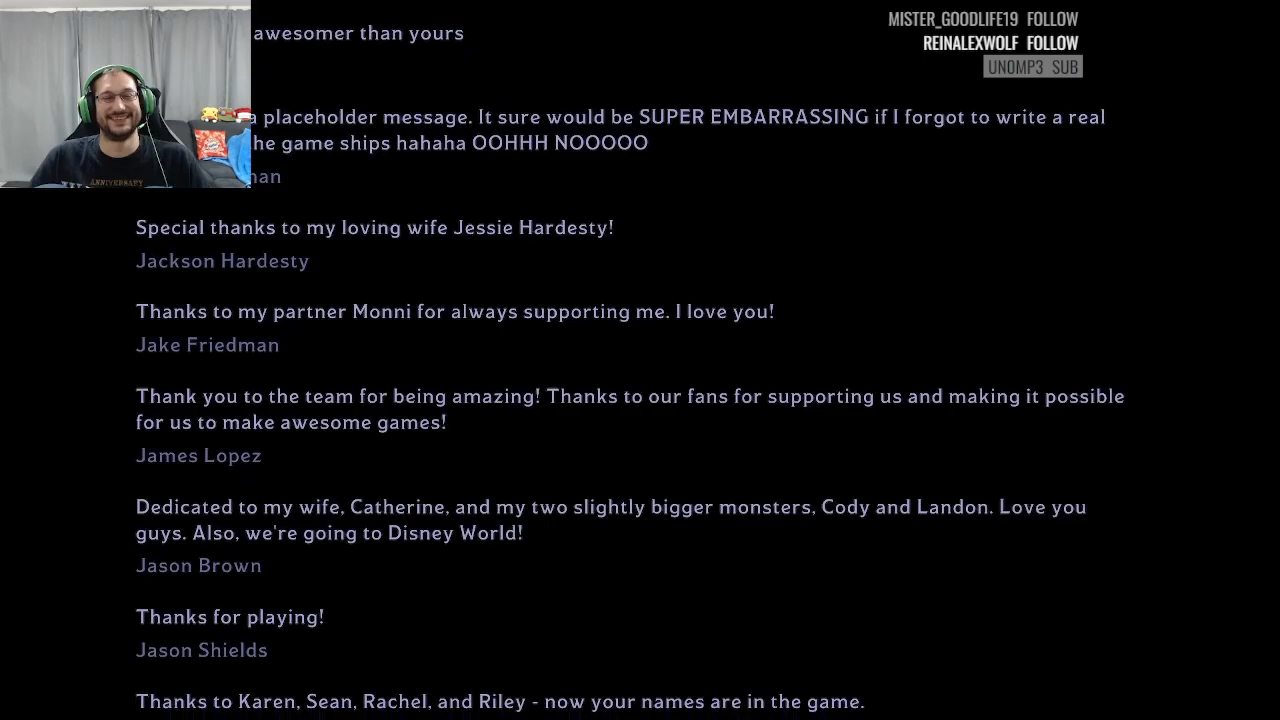 MISTER_GOODLIFE19 FOLLOW
awesomer than yours
REINALEXWOLF FOLLOW
UNOMP3 SUB
a placeholder message. It sure would be SUPER EMBARRASSING if I forgot to write a real
he game ships hahaha OOHHH NOOOOO
ANNIVERSARY
nan
Special thanks to my loving wife Jessie Hardesty!
Jackson Hardesty
Thanks to my partner Monni for always supporting me. I love you!
Jake Friedman
Thank you to the team for being amazing! Thanks to our fans for supporting us and making it possible
for us to make awesome games!
James Lopez
Dedicated to my wife, Catherine, and my two slightly bigger monsters, Cody and Landon. Love you
guys. Also, we're going to Disney World!
Jason Brown
Thanks for playing!
Jason Shields
Thanks to Karen, Sean, Rachel, and Riley - now your names are in the game.